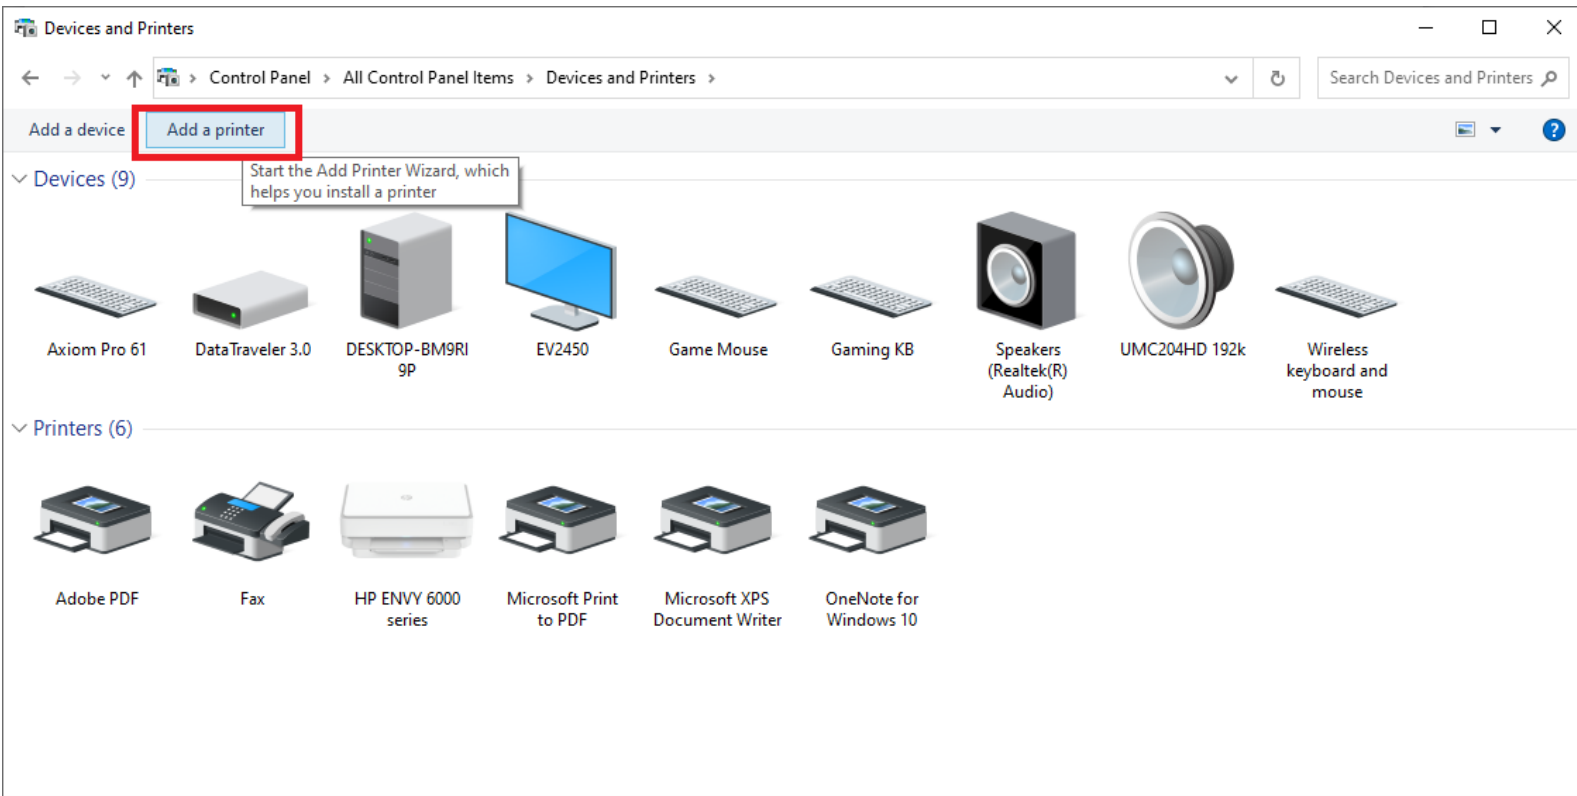 Devices and Printers
Control Panel > All Control Panel Items > Devices and Printers >
Search Devices and Printers
Add a device
Add a printer
Start the Add Printer Wizard, which
helps you install a printer
Devices (9)
Axiom Pro 61
DataTraveler 3.0
DESKTOP-BM9RI
9P
EV2450
Game Mouse
Gaming KB
Speakers
(Realtek(R)
Audio)
UMC204HD 192k
Wireless
keyboard and
mouse
Printers (6)
Adobe PDF
Fax
HP ENVY 6000
series
Microsoft Print
to PDF
Microsoft XPS
Document Writer
OneNote for
Windows 10